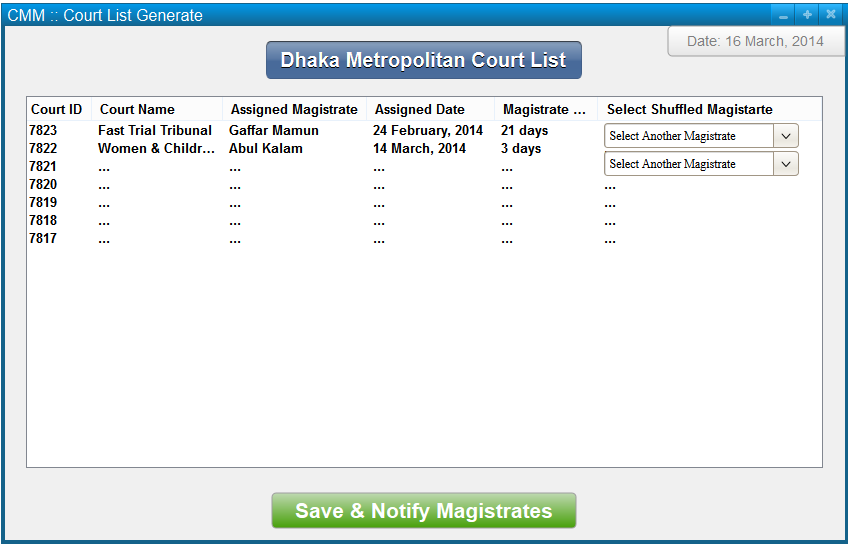 CMM :: Court List Generate
Date: 16 March, 2014
Dhaka Metropolitan Court List
Court ID Court Name Assigned Magistrate Assigned Date Magistrate ... Select Shuffled Magistarte
7823 Fast Trial Tribunal Gaffar Mamun 24 February, 2014 21 days Select Another Magistrate
7822 Women & Childr... Abul Kalam 14 March, 2014 3 days Select Another Magistrate
7821 ... ... ... ...
7820 ... ... ... ... ...
7819 ... ... ... ... ...
7818 ... ... ... ... ...
7817 ... ... ... ... ...
Save & Notify Magistrates